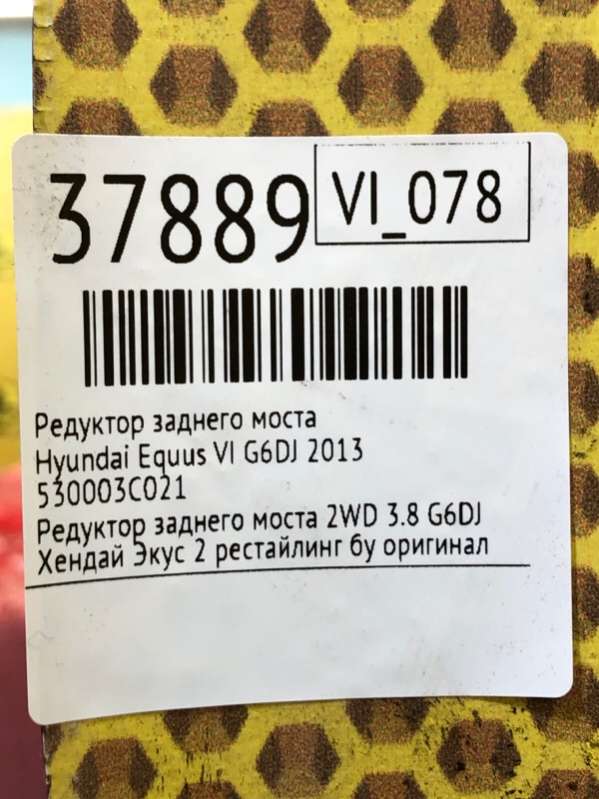 37889
VI_078
Редуктор заднего моста
Hyundai Equus VI G6DJ 2013
530003C021
Редуктор заднего моста 2WD 3.8 G6DJ
Хендай Экус 2 рестайлинг бу оригинал